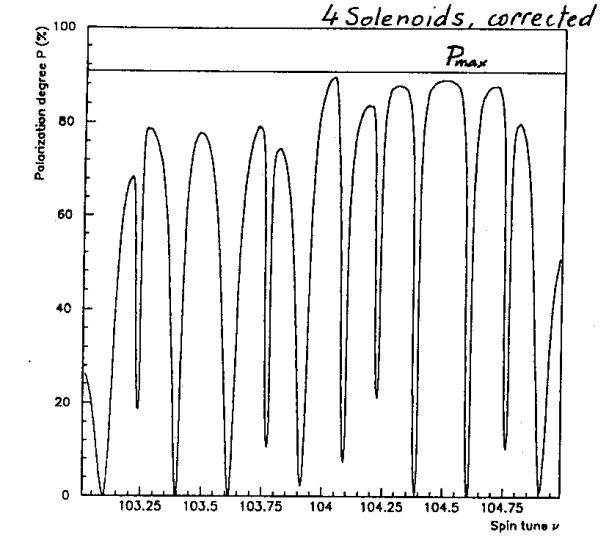 4 Solenoids, corrected
Polarization degree P (%)
100
80
60
40
20
0
Pmax
103.25 103.5 103.75 104 104.25 104.5 104.75
Spin tune ν